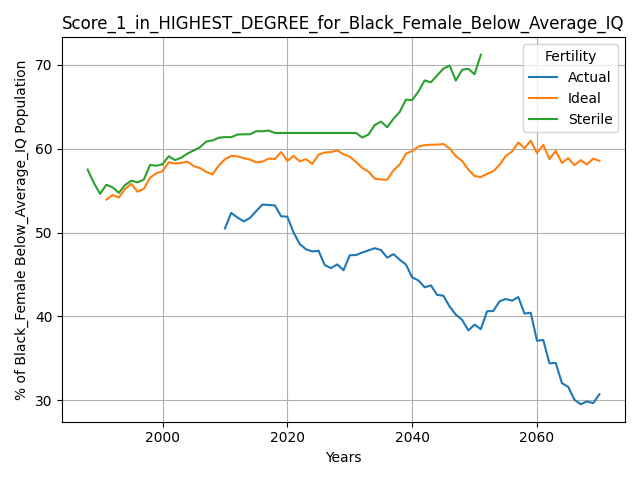 Score_1_in_HIGHEST_DEGREE_for_Black_Female_Below_Average_IQ
% of Black_Female Below_Average_IQ Population
70
60
50
40
30
Fertility
Actual
Ideal
Sterile
2000
2020
2040
2060
Years